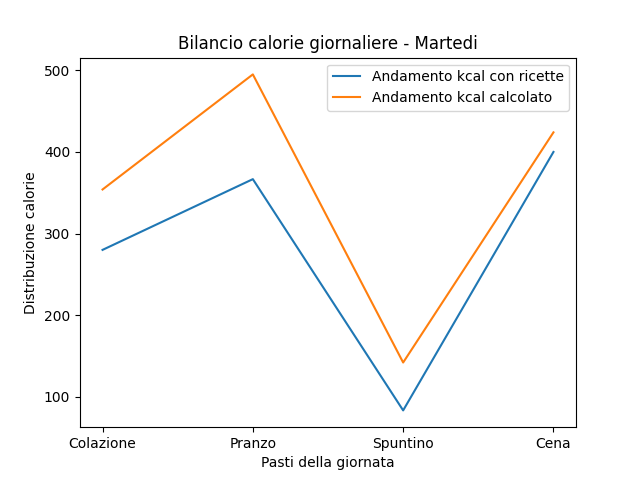 Bilancio calorie giornaliere - Martedi
Andamento kcal con ricette
Andamento kcal calcolato
Distribuzione calorie
500
400
300
200
100
Colazione Pranzo Spuntino Cena
Pasti della giornata